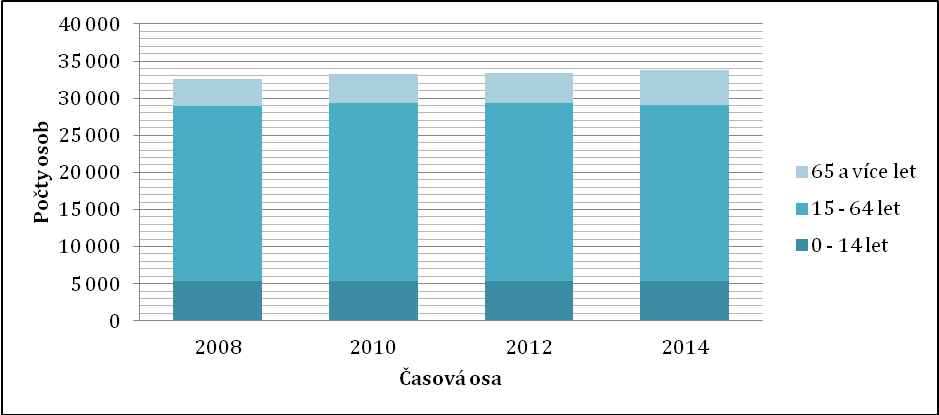 40 000
35 000
30 000
25 000
20 000
15 000
10 000
5 000
0
Počty osob
2008 2010 2012 2014
Časová osa
65 a více let
15 - 64 let
0 - 14 let